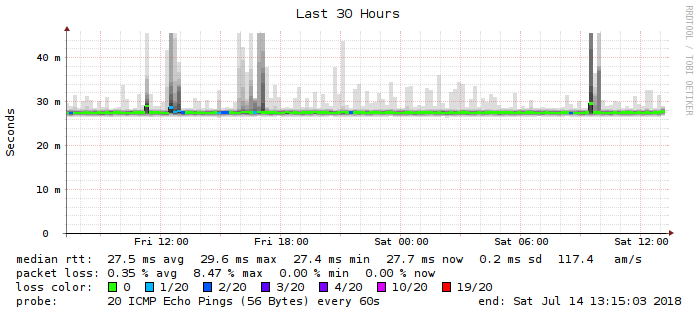 Last 30 Hours
RRDTOOL / TOBI OETIKER
Seconds
40 m
30 m
20 m
10 m
0
Fri 12:00 Fri 18:00 Sat 00:00 Sat 06:00 Sat 12:00
median rtt: 27.5 ms avg 29.6 ms max 27.4 ms min 27.7 ms now 0.2 ms sd 117.4 am/s
packet loss: 0.35 % avg 8.47 % max 0.00 % min 0.00 % now
loss color: 0 1/20 2/20 3/20 4/20 10/20 19/20
probe: 20 ICMP Echo Pings (56 Bytes) every 60s end: Sat Jul 14 13:15:03 2018